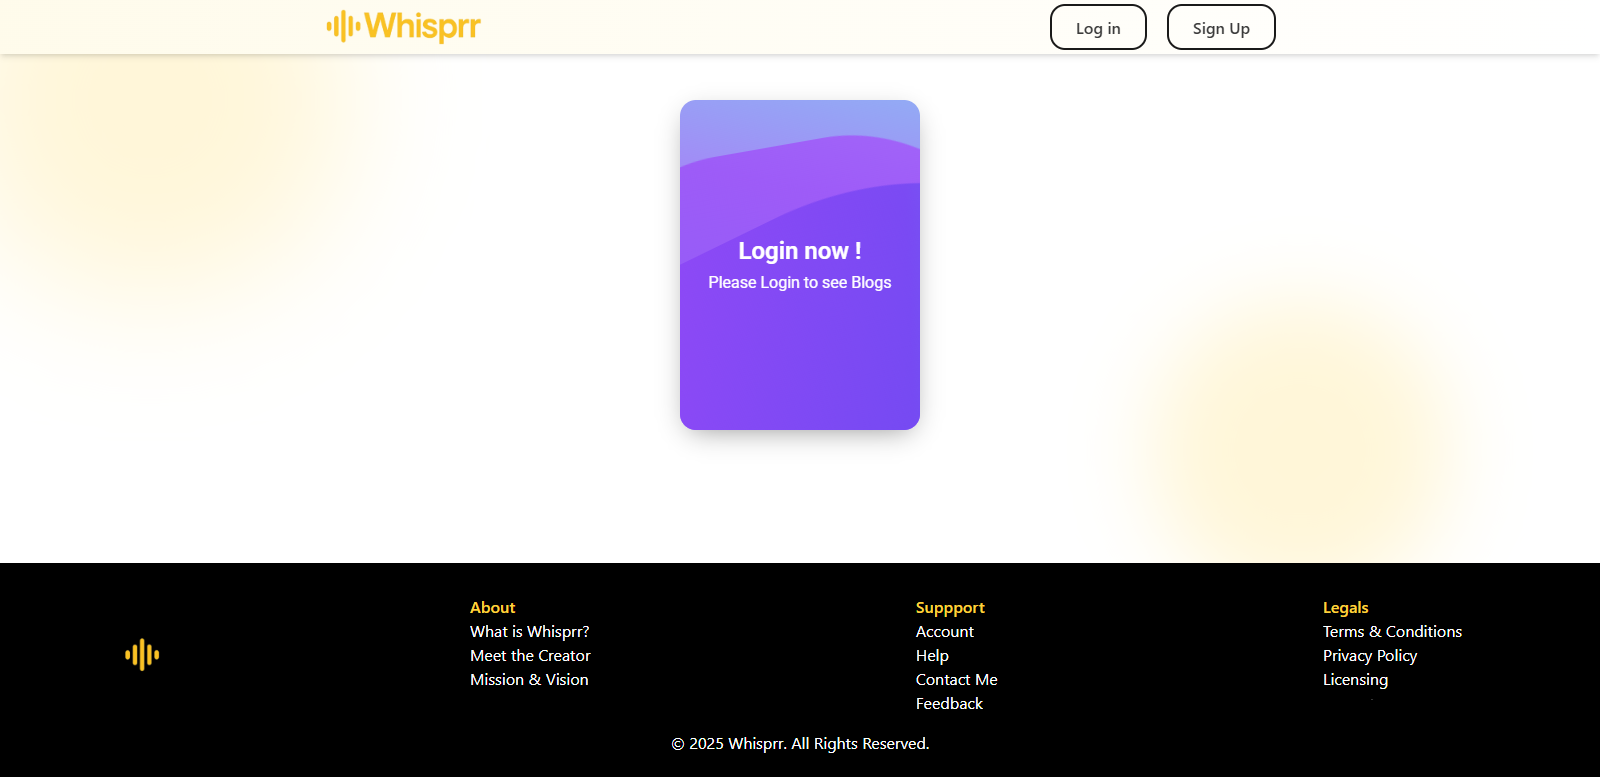 Whisprr
Log in
Sign Up
Login now !
Please Login to see Blogs
About
What is Whisprr?
Meet the Creator
Mission & Vision
Suppport
Account
Help
Contact Me
Feedback
Legals
Terms & Conditions
Privacy Policy
Licensing
© 2025 Whisprr. All Rights Reserved.